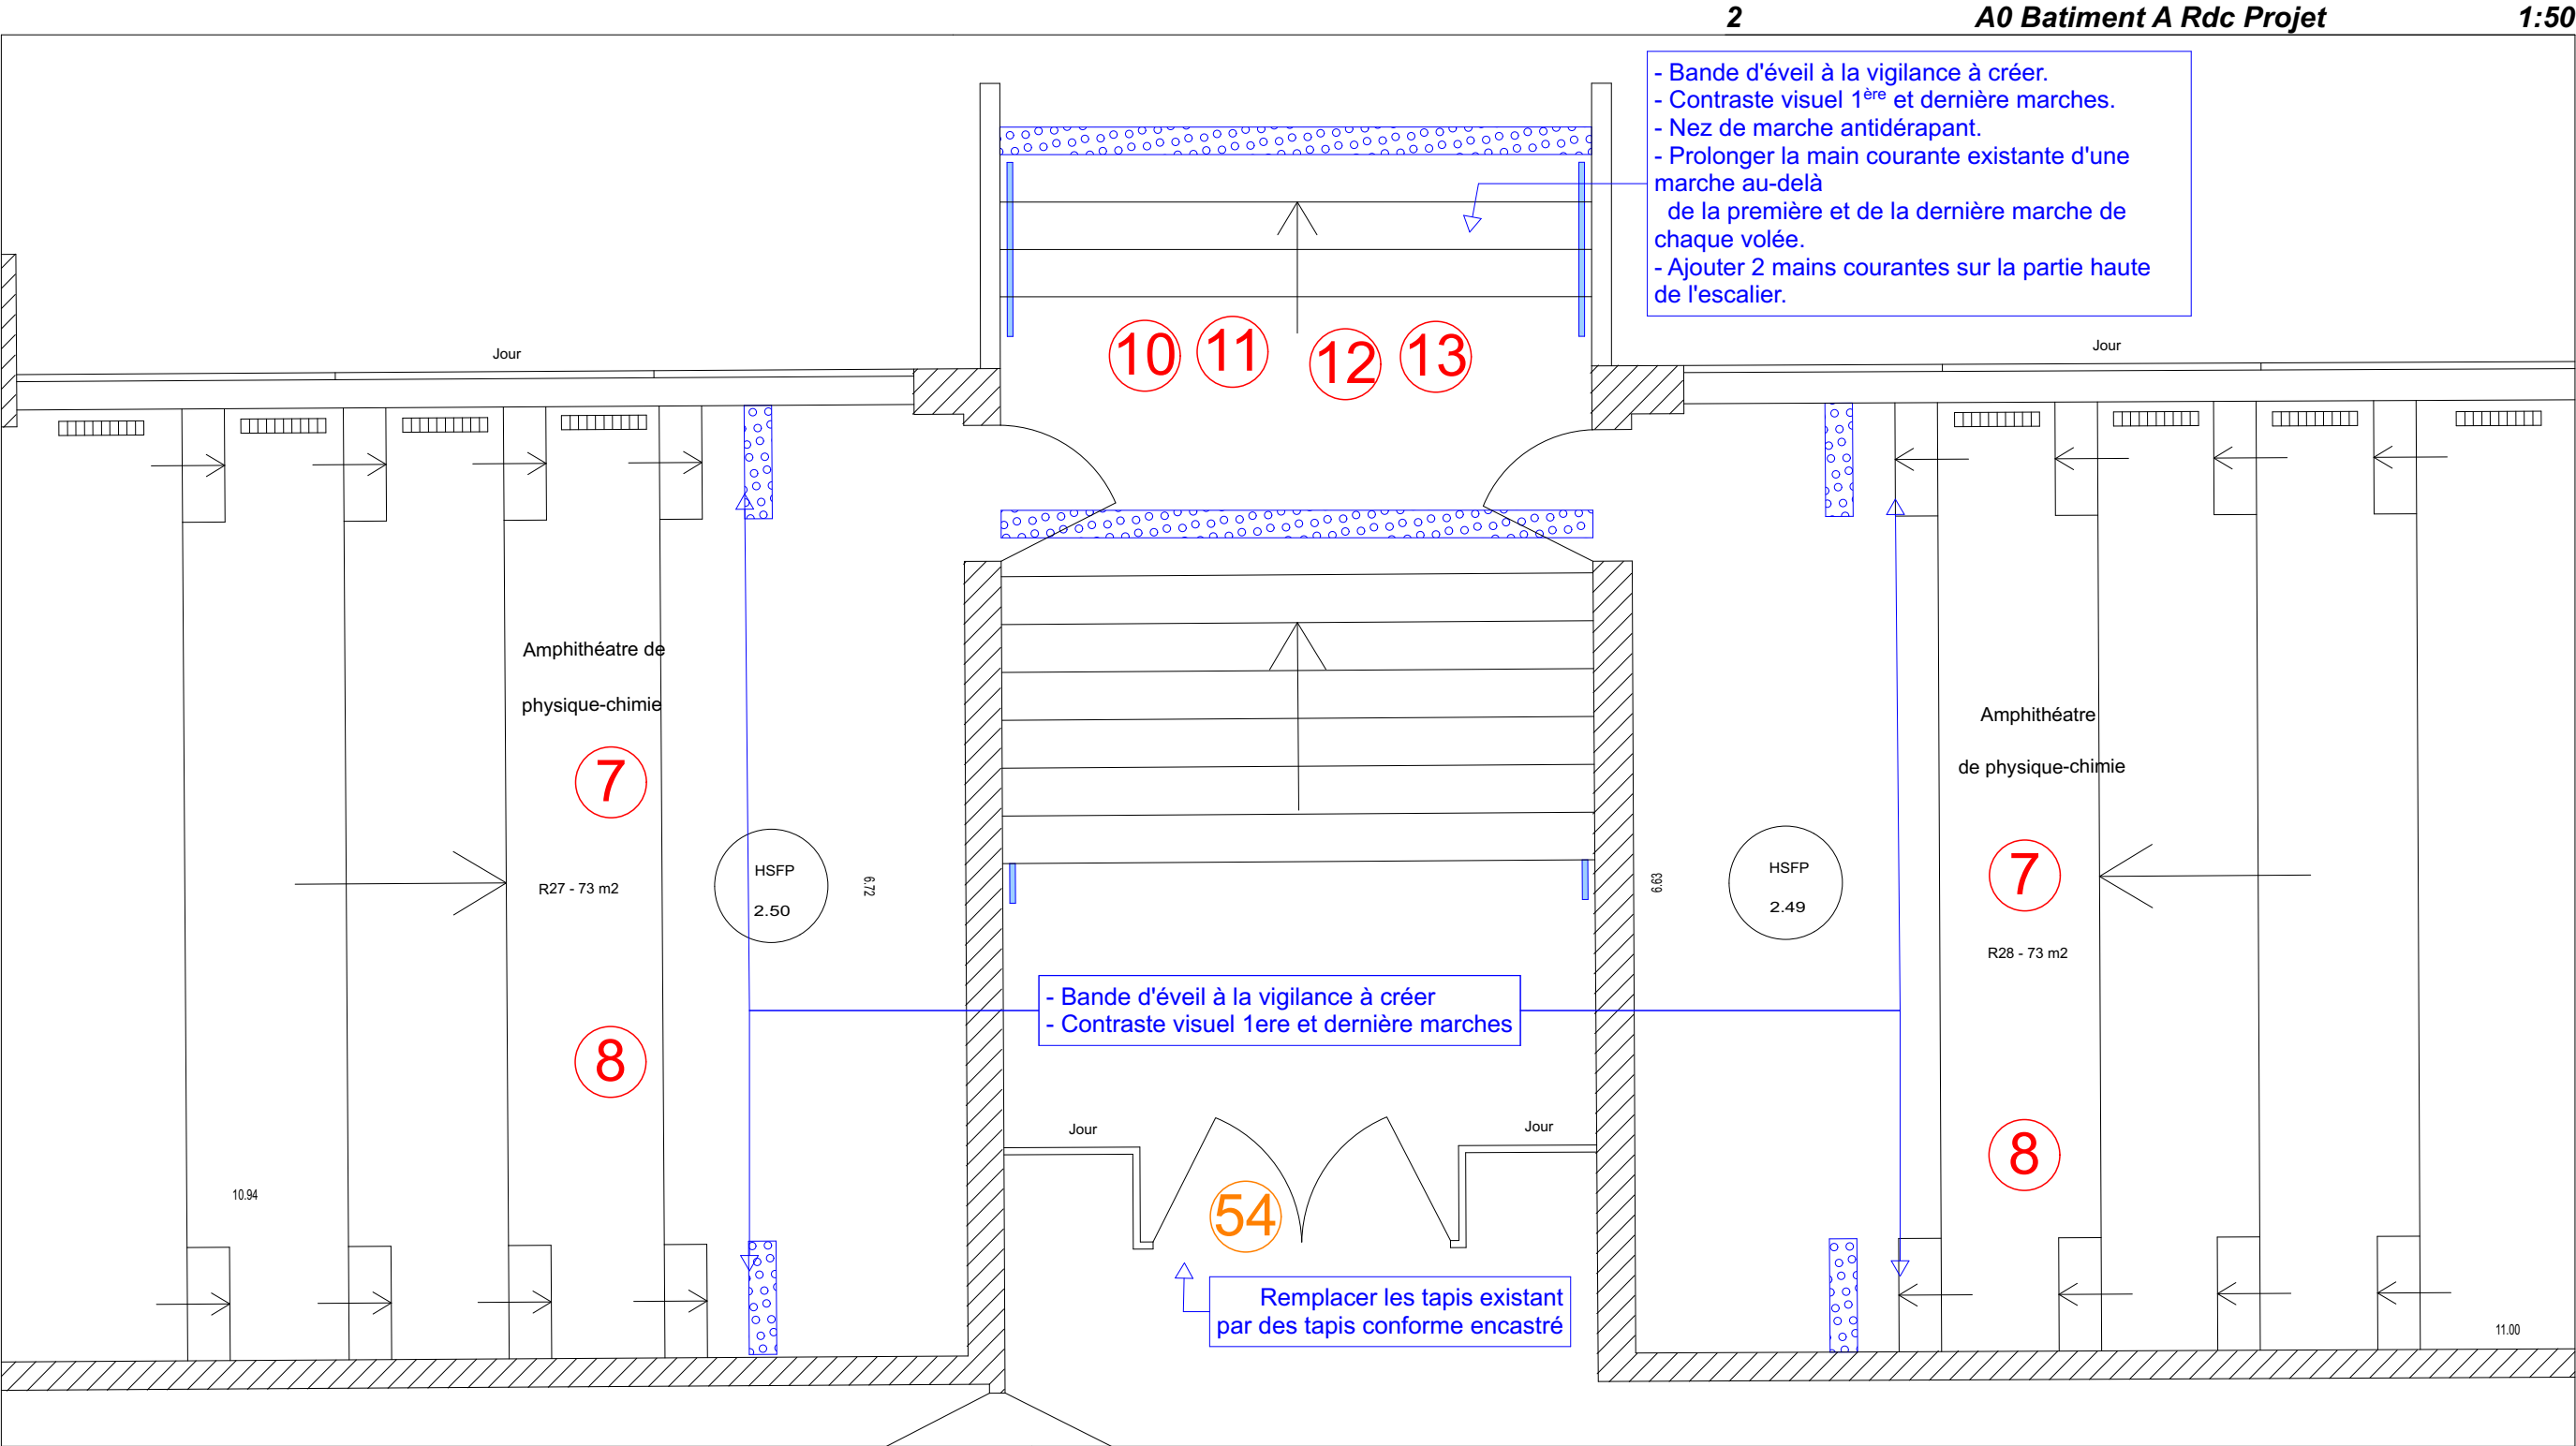 2 A0 Batiment A Rdc Projet 1:50
- Bande d'éveil à la vigilance à créer.
- Contraste visuel 1ère et dernière marches.
- Nez de marche antidérapant.
- Prolonger la main courante existante d'une
marche au-delà
de la première et de la dernière marche de
chaque volée.
- Ajouter 2 mains courantes sur la partie haute
de l'escalier.
Jour
Jour
10 11 12 13
Amphithéatre de
physique-chimie
7
HSFP
2.50
R27 - 73 m2
6.72
8
10.94
Amphithéatre
de physique-chimie
6.63
HSFP
2.49
7
R28 - 73 m2
8
11.00
- Bande d'éveil à la vigilance à créer
- Contraste visuel 1ere et dernière marches
Jour
Jour
54
Remplacer les tapis existant
par des tapis conforme encastré